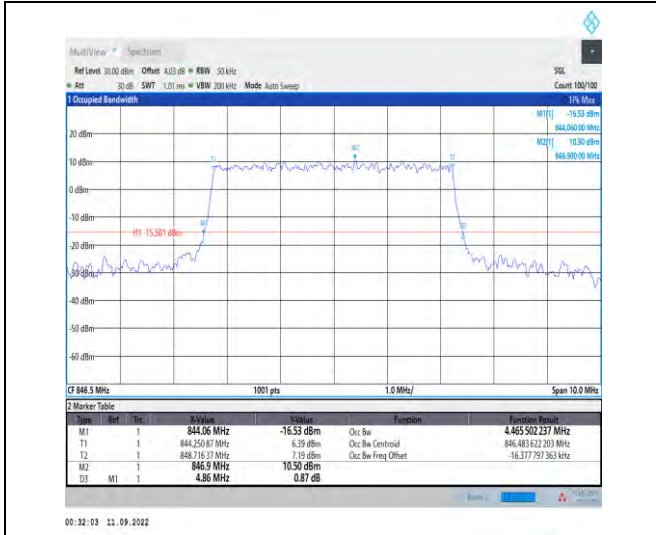 MultiView Spectrum
Ref Level 30.00 dBm Offset 4.03 dB RBW 50 kHz SGL
Att 30 dB SWT 1.01 ms VBW 200 kHz Mode Auto Sweep Count 100/100
1 Occupied Bandwidth 1Pk Max
M1[1] -16.53 dBm
844.060 00 MHz
M2[1] 10.50 dBm
846.900 00 MHz
20 dBm
10 dBm
0 dBm
-10 dBm
-20 dBm
-30 dBm
-40 dBm
-50 dBm
-60 dBm
T1
M2
T2
M1
D3
H1 -15.501 dBm
CF 846.5 MHz 1001 pts 1.0 MHz/ Span 10.0 MHz
2 Marker Table
Type Ref Trc X-Value Y-Value Function Function Result
M1 1 844.06 MHz -16.53 dBm Occ Bw 4.465 502 237 MHz
T1 1 844.250 87 MHz 6.39 dBm Occ Bw Centroid 846.483 622 203 MHz
T2 1 848.716 37 MHz 7.19 dBm Occ Bw Freq Offset -16.377 797 363 kHz
M2 1 846.9 MHz 10.50 dBm
D3 M1 1 4.86 MHz 0.87 dB
00:32:03 11.09.2022